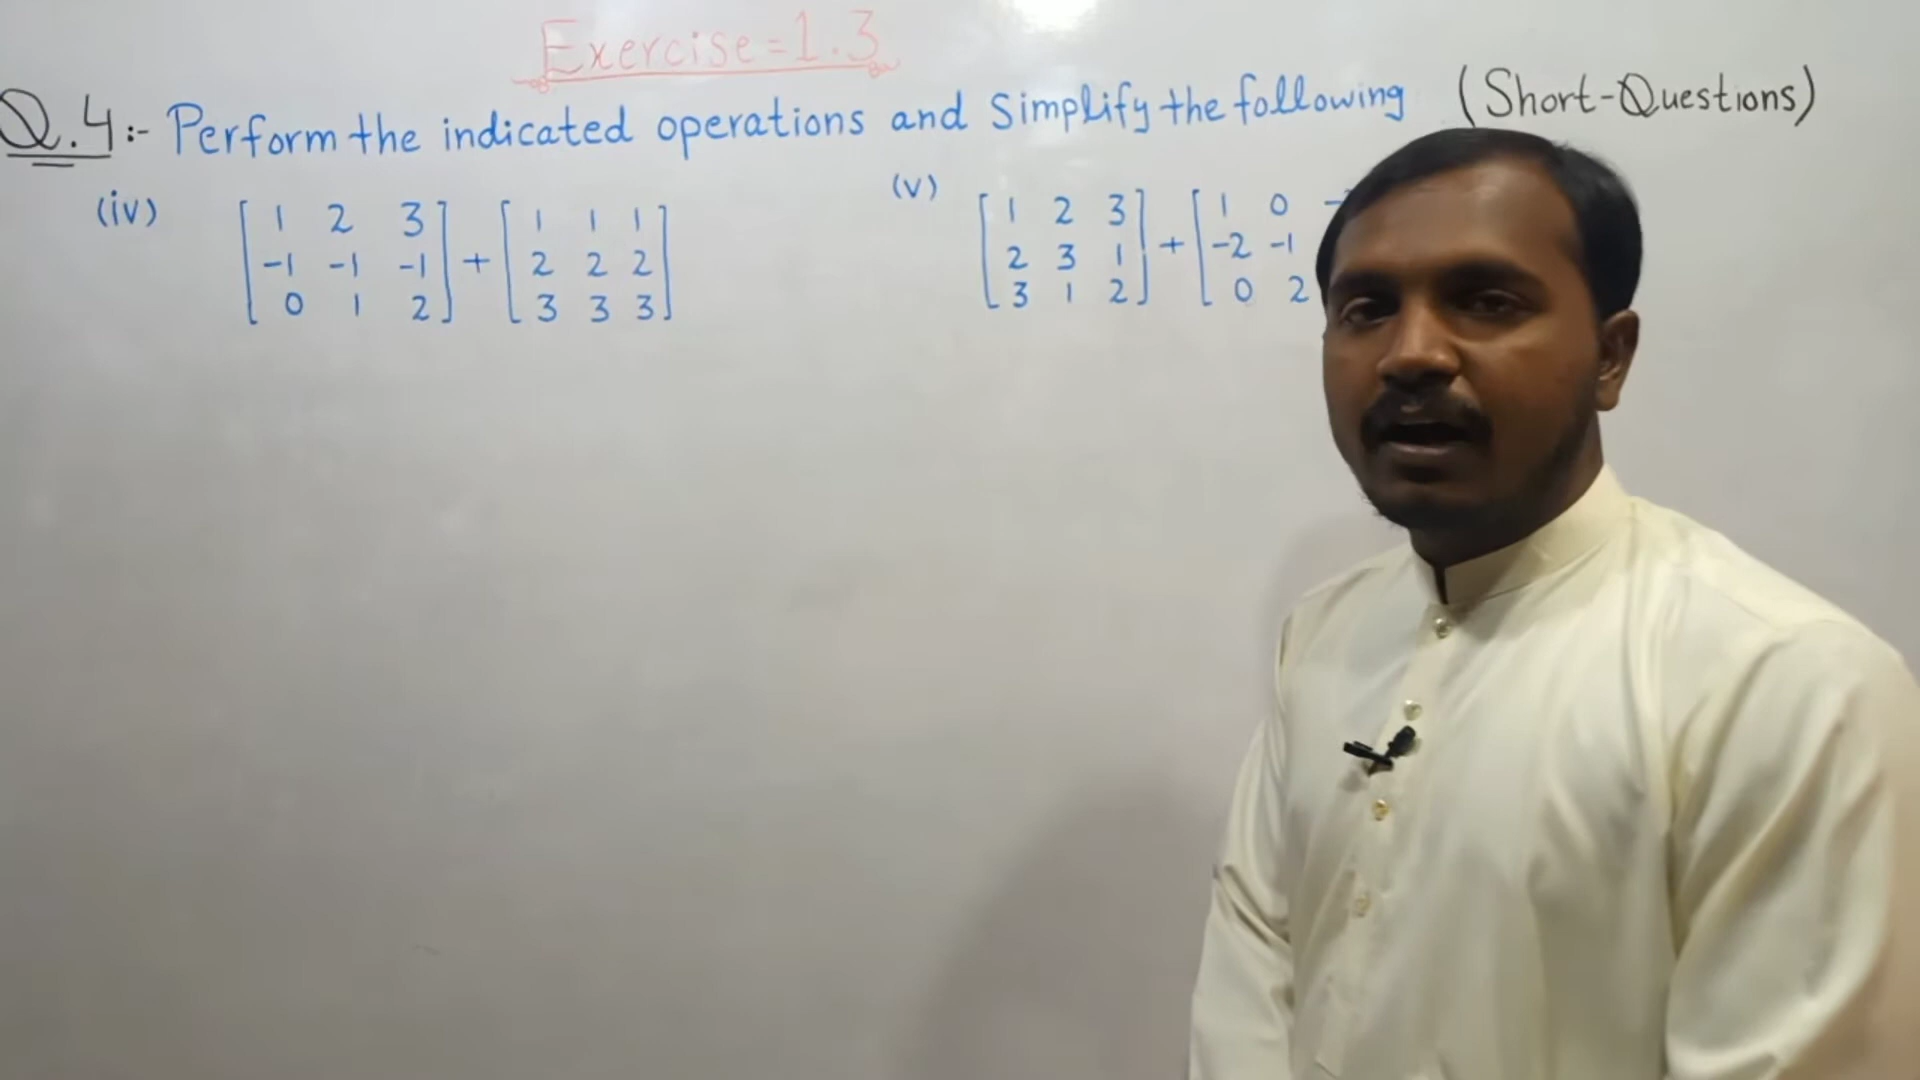 Exercise=1.3
Q.4:- Perform the indicated operations and Simplify the following (Short-Questions)
(iv) [1 2 3] + [1 1 1]
[-1 -1 -1] [2 2 2]
[0 1 2] [3 3 3]
(v) [1 2 3] + [1 0 -
[2 3 1] [-2 -1
[3 1 2] [0 2